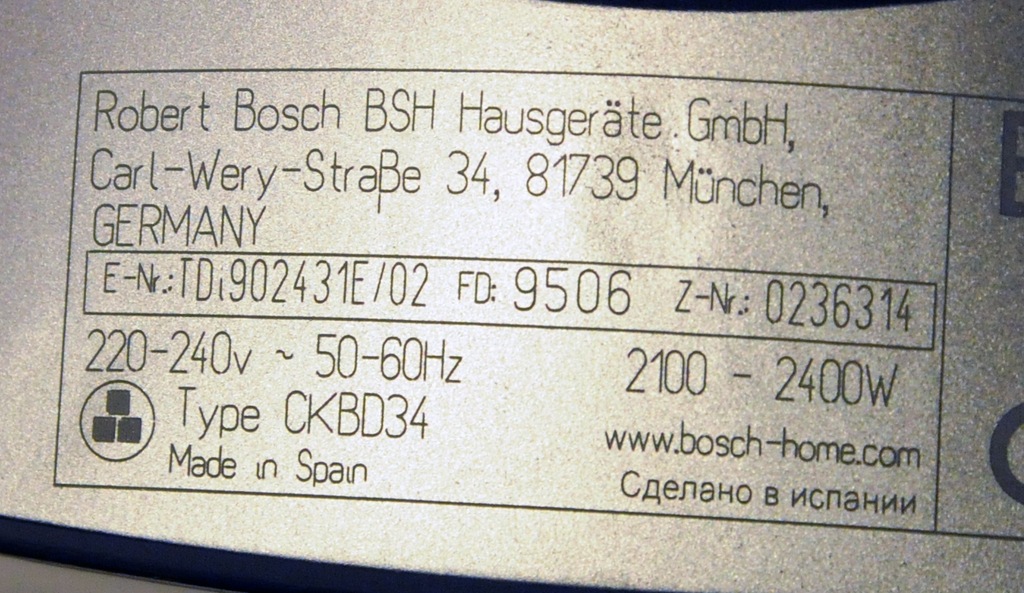 Robert Bosch BSH Hausgeräte GmbH,
Carl-Wery-Straße 34, 81739 München,
GERMANY
E-Nr.: TDi902431E/02 FD: 9506 Z-Nr.: 0236314
220-240v ~ 50-60Hz 2100 - 2400W
Type CKBD34
www.bosch-home.com
Made in Spain
Сделано в испании